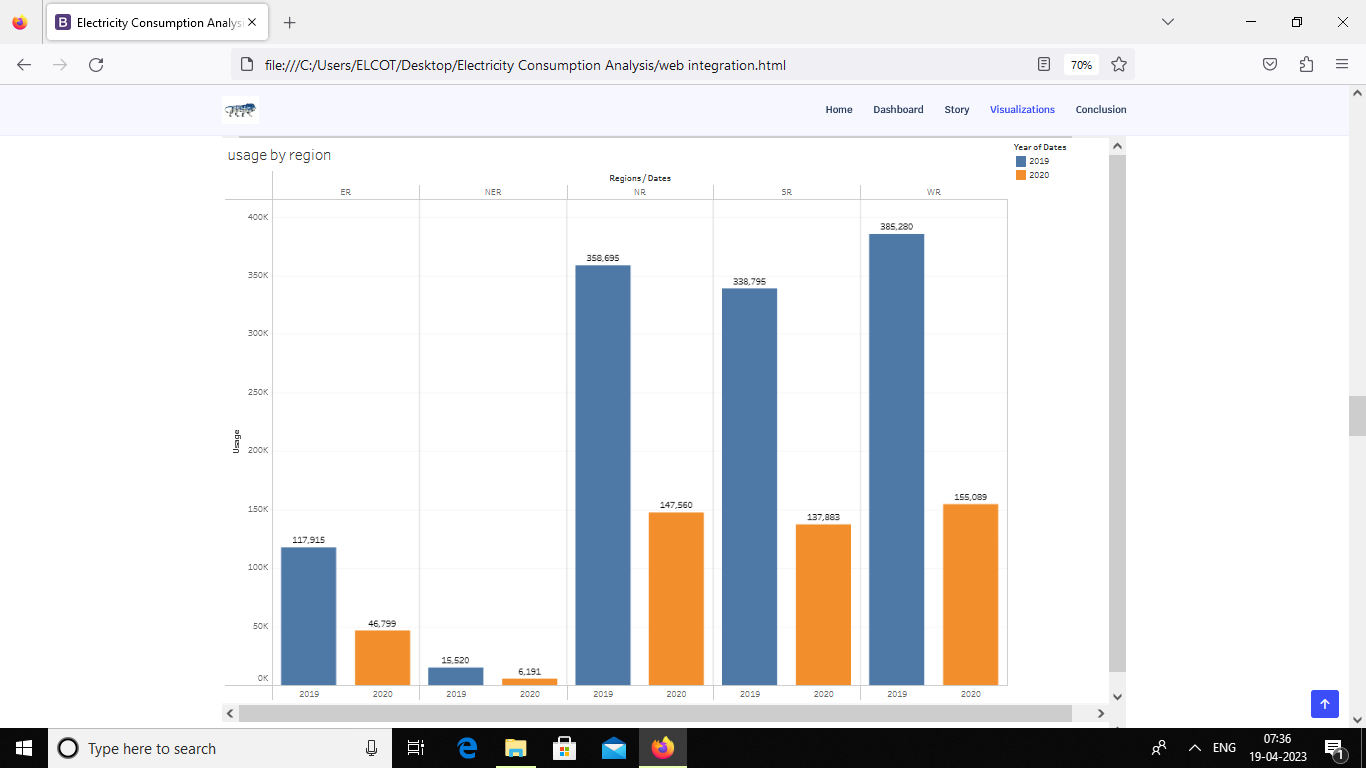 Electricity Consumption Analysi
file:///C:/Users/ELCOT/Desktop/Electricity Consumption Analysis/web integration.html
70%
Home Dashboard Story Visualizations Conclusion
usage by region
Year of Dates
2019
2020
Regions / Dates
ER NER NR SR WR
400K
350K
300K
250K
200K
150K
100K
50K
0K
Usage
117,915
46,799
15,520
6,191
358,695
147,560
338,795
137,883
385,280
155,089
2019 2020 2019 2020 2019 2020 2019 2020 2019 2020
Type here to search
ENG
07:36
19-04-2023
1